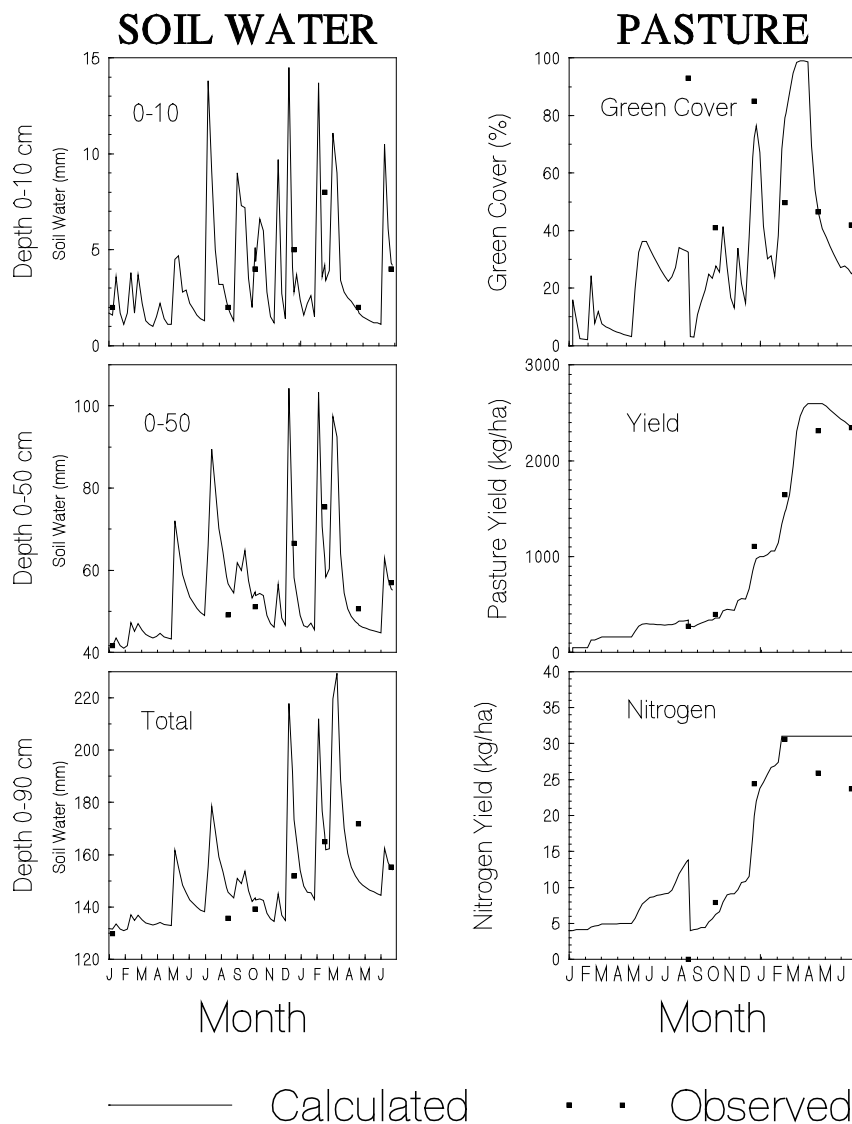 SOIL WATER
PASTURE
Depth 0-10 cm
Soil Water (mm)
15
10
5
0
0-10
Green Cover (%)
100
80
60
40
20
0
Green Cover
Depth 0-50 cm
Soil Water (mm)
100
80
60
40
0-50
Pasture Yield (kg/ha)
3000
2000
1000
0
Yield
Depth 0-90 cm
Soil Water (mm)
220
200
180
160
140
120
Total
J F M A M J J A S O N D J F M A M J
Month
Nitrogen Yield (kg/ha)
40
35
30
25
20
15
10
5
0
Nitrogen
J F M A M J J A S O N D J F M A M J
Month
Calculated
Observed